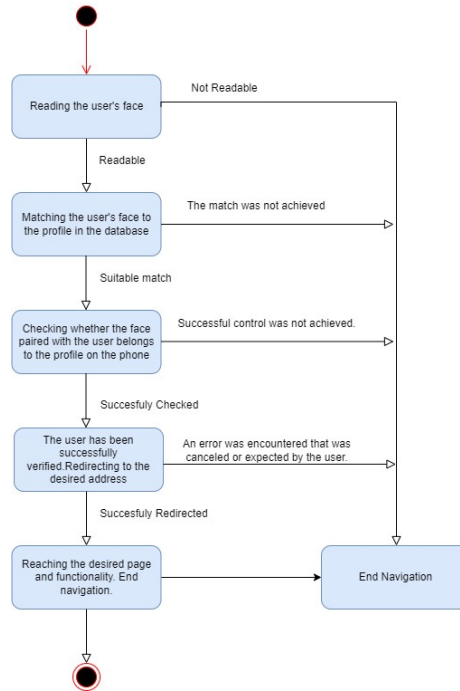 Not Readable
Reading the user's face
Readable
Matching the user's face to
the profile in the database
The match was not achieved
Suitable match
Checking whether the face
paired with the user belongs
to the profile on the phone
Successful control was not achieved.
Succesfuly Checked
The user has been
successfully
verified.Redirecting to the
desired address
An error was encountered that was
canceled or expected by the user.
Succesfuly Redirected
Reaching the desired page
and functionality. End
navigation.
End Navigation